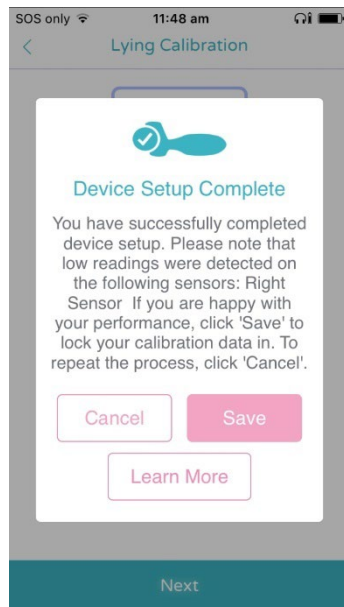 SOS only 11:48 am
Lying Calibration
Device Setup Complete
You have successfully completed
device setup. Please note that
low readings were detected on
the following sensors: Right
Sensor If you are happy with
your performance, click 'Save' to
lock your calibration data in. To
repeat the process, click 'Cancel'.
Cancel Save
Learn More
Next